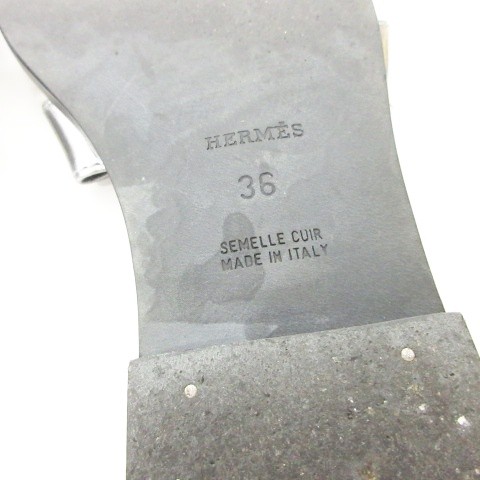 HERMÈS
36
SEMELLE CUIR
MADE IN ITALY